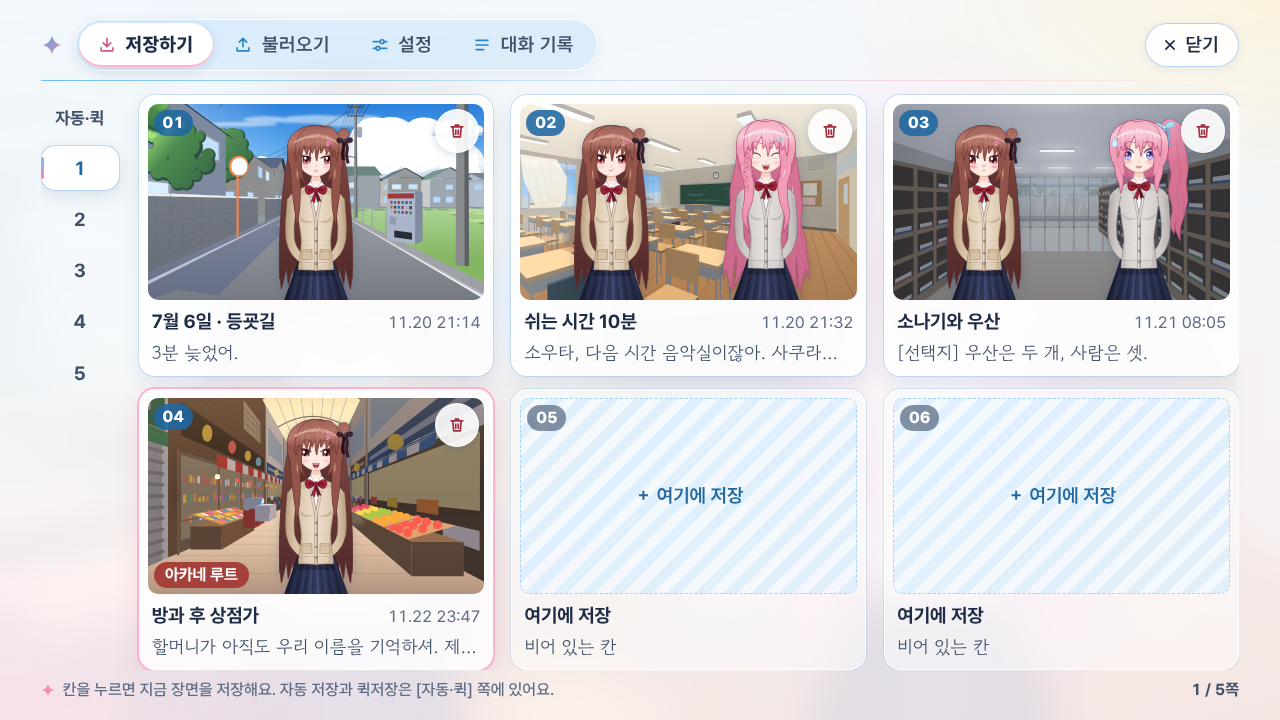 저장하기
불러오기
설정
대화 기록
닫기
자동·퀵
1
2
3
4
5
01
7월 6일 · 등굣길
11.20 21:14
3분 늦었어.
02
쉬는 시간 10분
11.20 21:32
소우타, 다음 시간 음악실이잖아. 사쿠라...
03
소나기와 우산
11.21 08:05
[선택지] 우산은 두 개, 사람은 셋.
04
아카네 루트
방과 후 상점가
11.22 23:47
할머니가 아직도 우리 이름을 기억하셔. 제...
05
+ 여기에 저장
여기에 저장
비어 있는 칸
06
+ 여기에 저장
여기에 저장
비어 있는 칸
칸을 누르면 지금 장면을 저장해요. 자동 저장과 퀵저장은 [자동·퀵] 쪽에 있어요.
1 / 5쪽